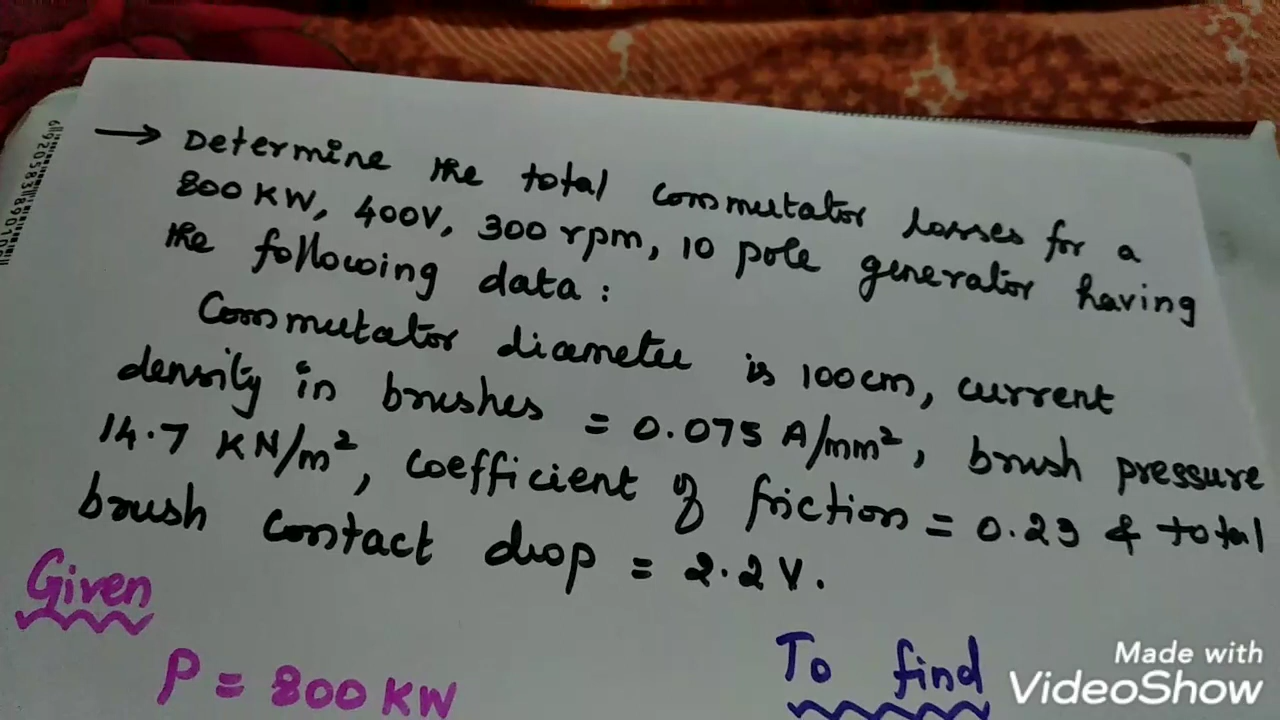 → Determine the total commutator losses for a
800 KW, 400V, 300 rpm, 10 pole generator having
the following data :
Commutator diameter is 100cm, current
density in brushes = 0.075 A/mm², brush pressure
14.7 KN/m², coefficient of friction = 0.23 & total
brush contact drop = 2.2 V.
Given
P = 800 KW
To find
Made with
VideoShow